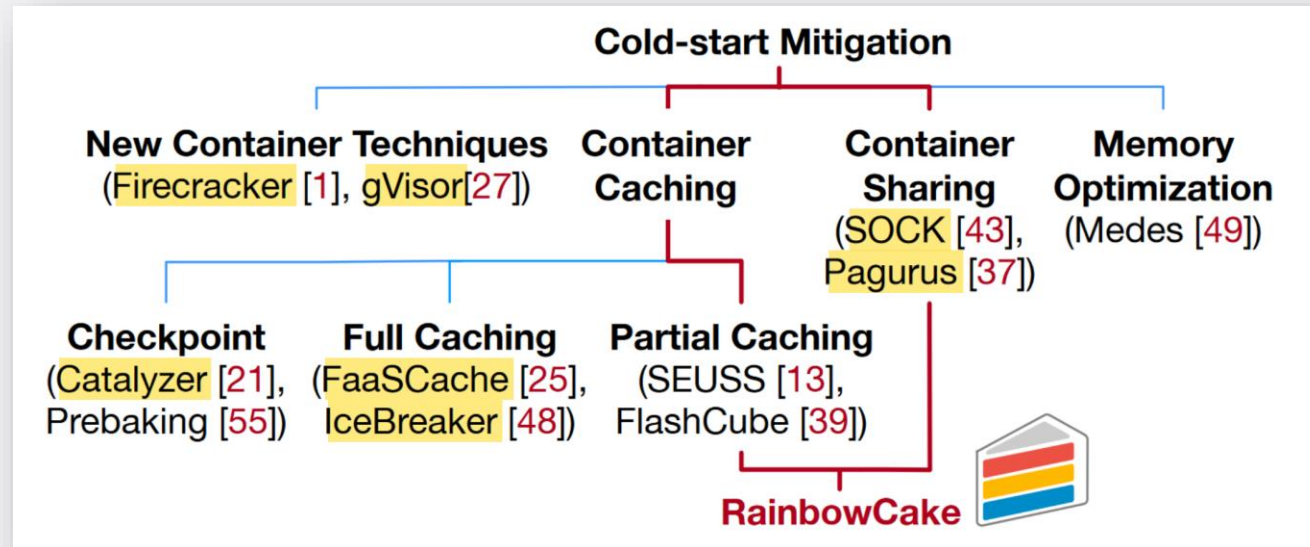 Cold-start Mitigation
New Container Techniques
(Firecracker [1], gVisor[27])
Container
Caching
Container
Sharing
(SOCK [43],
Pagurus [37])
Memory
Optimization
(Medes [49])
Checkpoint
(Catalyzer [21],
Prebaking [55])
Full Caching
(FaaSCache [25],
IceBreaker [48])
Partial Caching
(SEUSS [13],
FlashCube [39])
RainbowCake